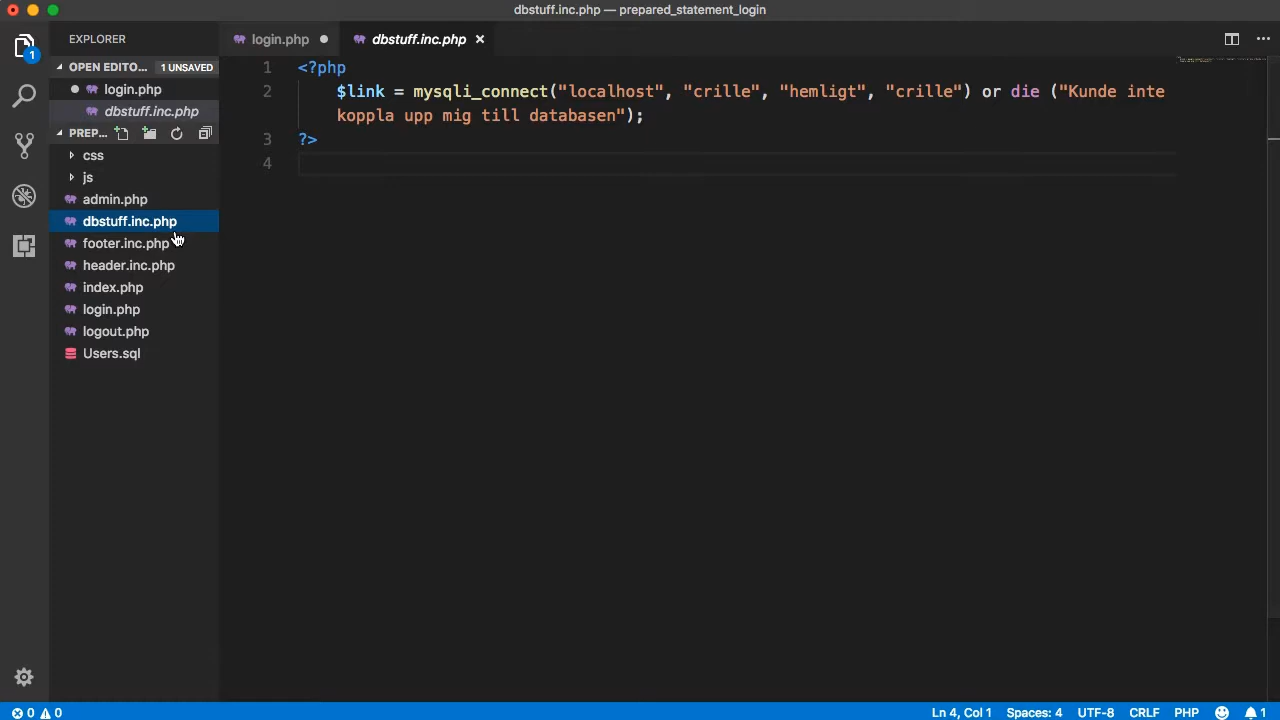 dbstuff.inc.php — prepared_statement_login
EXPLORER
login.php
dbstuff.inc.php
OPEN EDITO... 1 UNSAVED
login.php
dbstuff.inc.php
PREP...
css
js
admin.php
dbstuff.inc.php
footer.inc.php
header.inc.php
index.php
login.php
logout.php
Users.sql
1
1 <?php
2 $link = mysqli_connect("localhost", "crille", "hemligt", "crille") or die ("Kunde inte
koppla upp mig till databasen");
3 ?>
4
0 0
Ln 4, Col 1 Spaces: 4 UTF-8 CRLF PHP 1